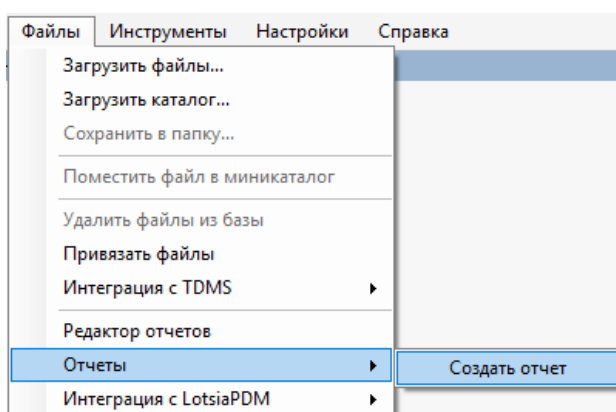 Файлы Инструменты Настройки Справка
Загрузить файлы...
Загрузить каталог...
Сохранить в папку...
Поместить файл в миникаталог
Удалить файлы из базы
Привязать файлы
Интеграция с TDMS
Редактор отчетов
Отчеты Создать отчет
Интеграция с LotsiaPDM